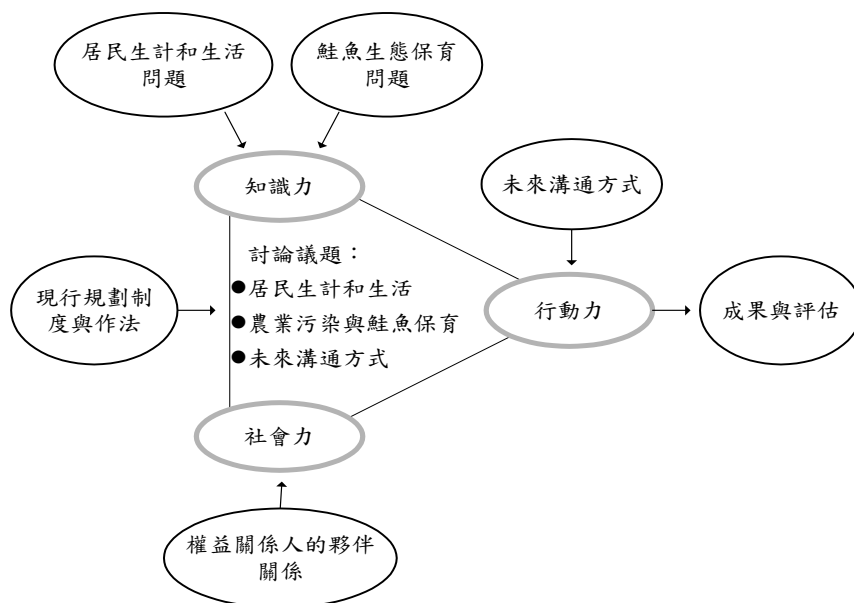 居民生計和生活
問題
鮭魚生態保育
問題
知識力
未來溝通方式
討論議題：
●居民生計和生活
●農業污染與鮭魚保育
●未來溝通方式
現行規劃制
度與作法
行動力
成果與評估
社會力
權益關係人的夥伴
關係